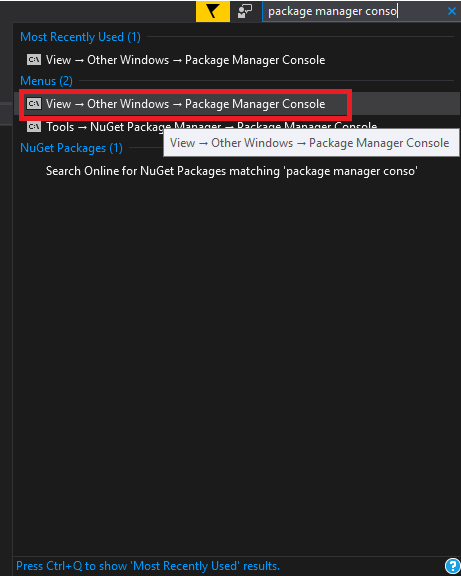 package manager conso
Most Recently Used (1)
C:\ View → Other Windows → Package Manager Console
Menus (2)
C:\ View → Other Windows → Package Manager Console
C:\ Tools → NuGet Package Manager → Package Manager Console
View → Other Windows → Package Manager Console
NuGet Packages (1)
Search Online for NuGet Packages matching 'package manager conso'
Press Ctrl+Q to show 'Most Recently Used' results.